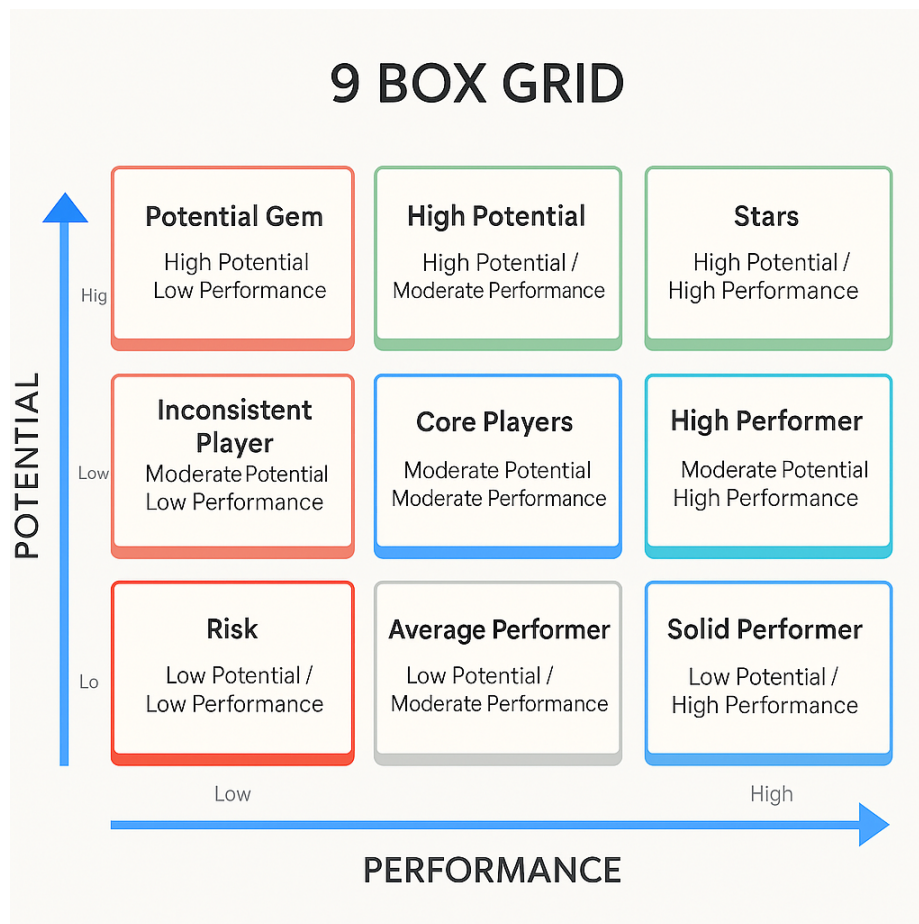 9 BOX GRID
Potential Gem
High Potential
Low Performance
High Potential
High Potential /
Moderate Performance
Stars
High Potential /
High Performance
Hig
Inconsistent
Player
Moderate Potential
Low Performance
Core Players
Moderate Potential
Moderate Performance
High Performer
Moderate Potential
High Performance
Low
POTENTIAL
Risk
Low Potential /
Low Performance
Average Performer
Low Potential /
Moderate Performance
Solid Performer
Low Potential /
High Performance
Lo
Low
High
PERFORMANCE